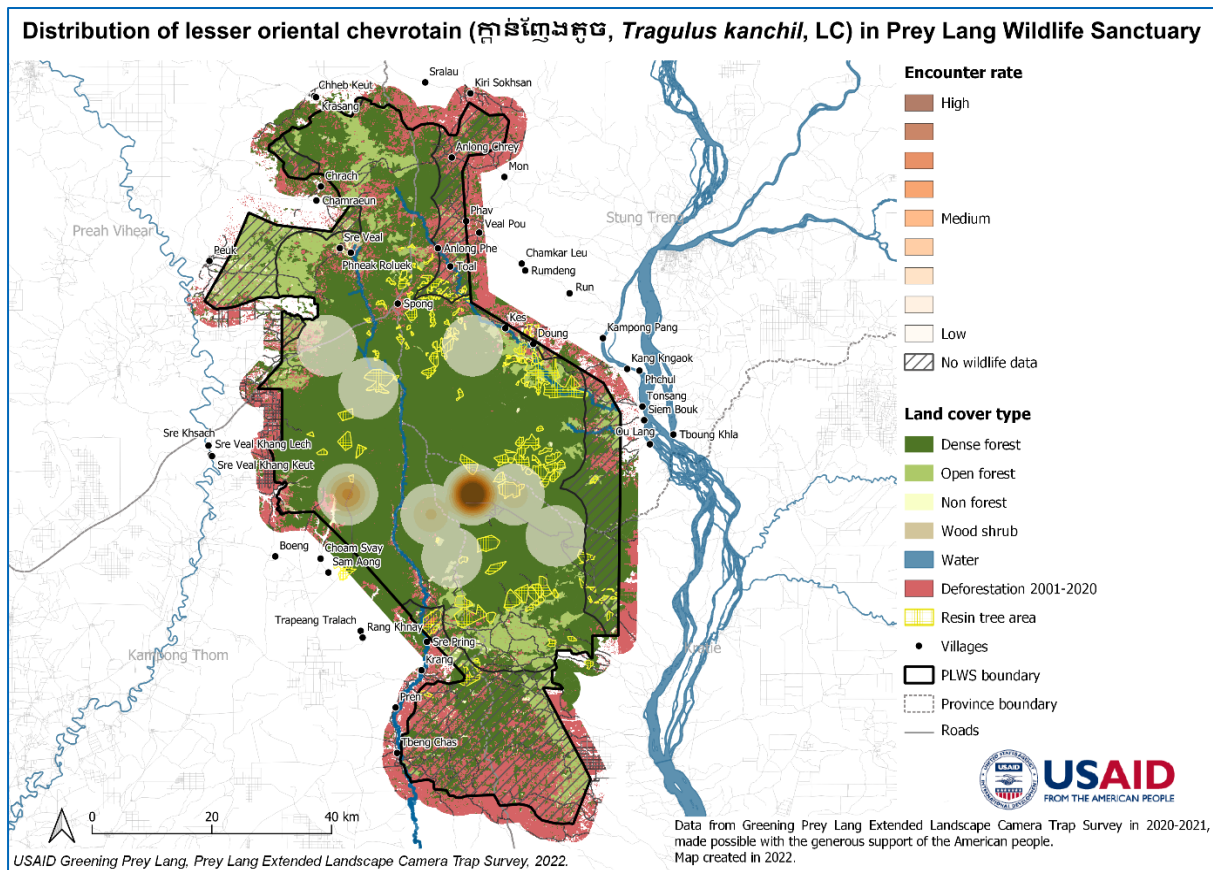 Distribution of lesser oriental chevrotain (ក្តាន់ញែងតូច, Tragulus kanchil, LC) in Prey Lang Wildlife Sanctuary
Sralau
Chheb Keut
Kiri Sokhsan
Krasang
Anlong Chrey
Mon
Chrach
Chamraeun
Phav
Stung Treng
Veal Pou
Preah Vihear
Sre Veal
Anlong Phe
Peuk
Phneak Roluek
Toal
Chamkar Leu
Rumdeng
Run
Spong
Kes
Kampong Pang
Doung
Kang Kngaok
Phchul
Tonsang
Siem Bouk
Sre Khsach
Ou Lang
Tboung Khla
Sre Veal Khang Lech
Sre Veal Khang Keut
Boeng
Choam Svay
Sam Aong
Trapeang Tralach
Rang Khnay
Sre Pring
Kampong Thom
Kratie
Krang
Pren
Tbeng Chas
0 20 40 km
USAID Greening Prey Lang, Prey Lang Extended Landscape Camera Trap Survey, 2022.
Encounter rate
High
Medium
Low
No wildlife data
Land cover type
Dense forest
Open forest
Non forest
Wood shrub
Water
Deforestation 2001-2020
Resin tree area
Villages
PLWS boundary
Province boundary
Roads
USAID
USAID
FROM THE AMERICAN PEOPLE
Data from Greening Prey Lang Extended Landscape Camera Trap Survey in 2020-2021,
made possible with the generous support of the American people.
Map created in 2022.